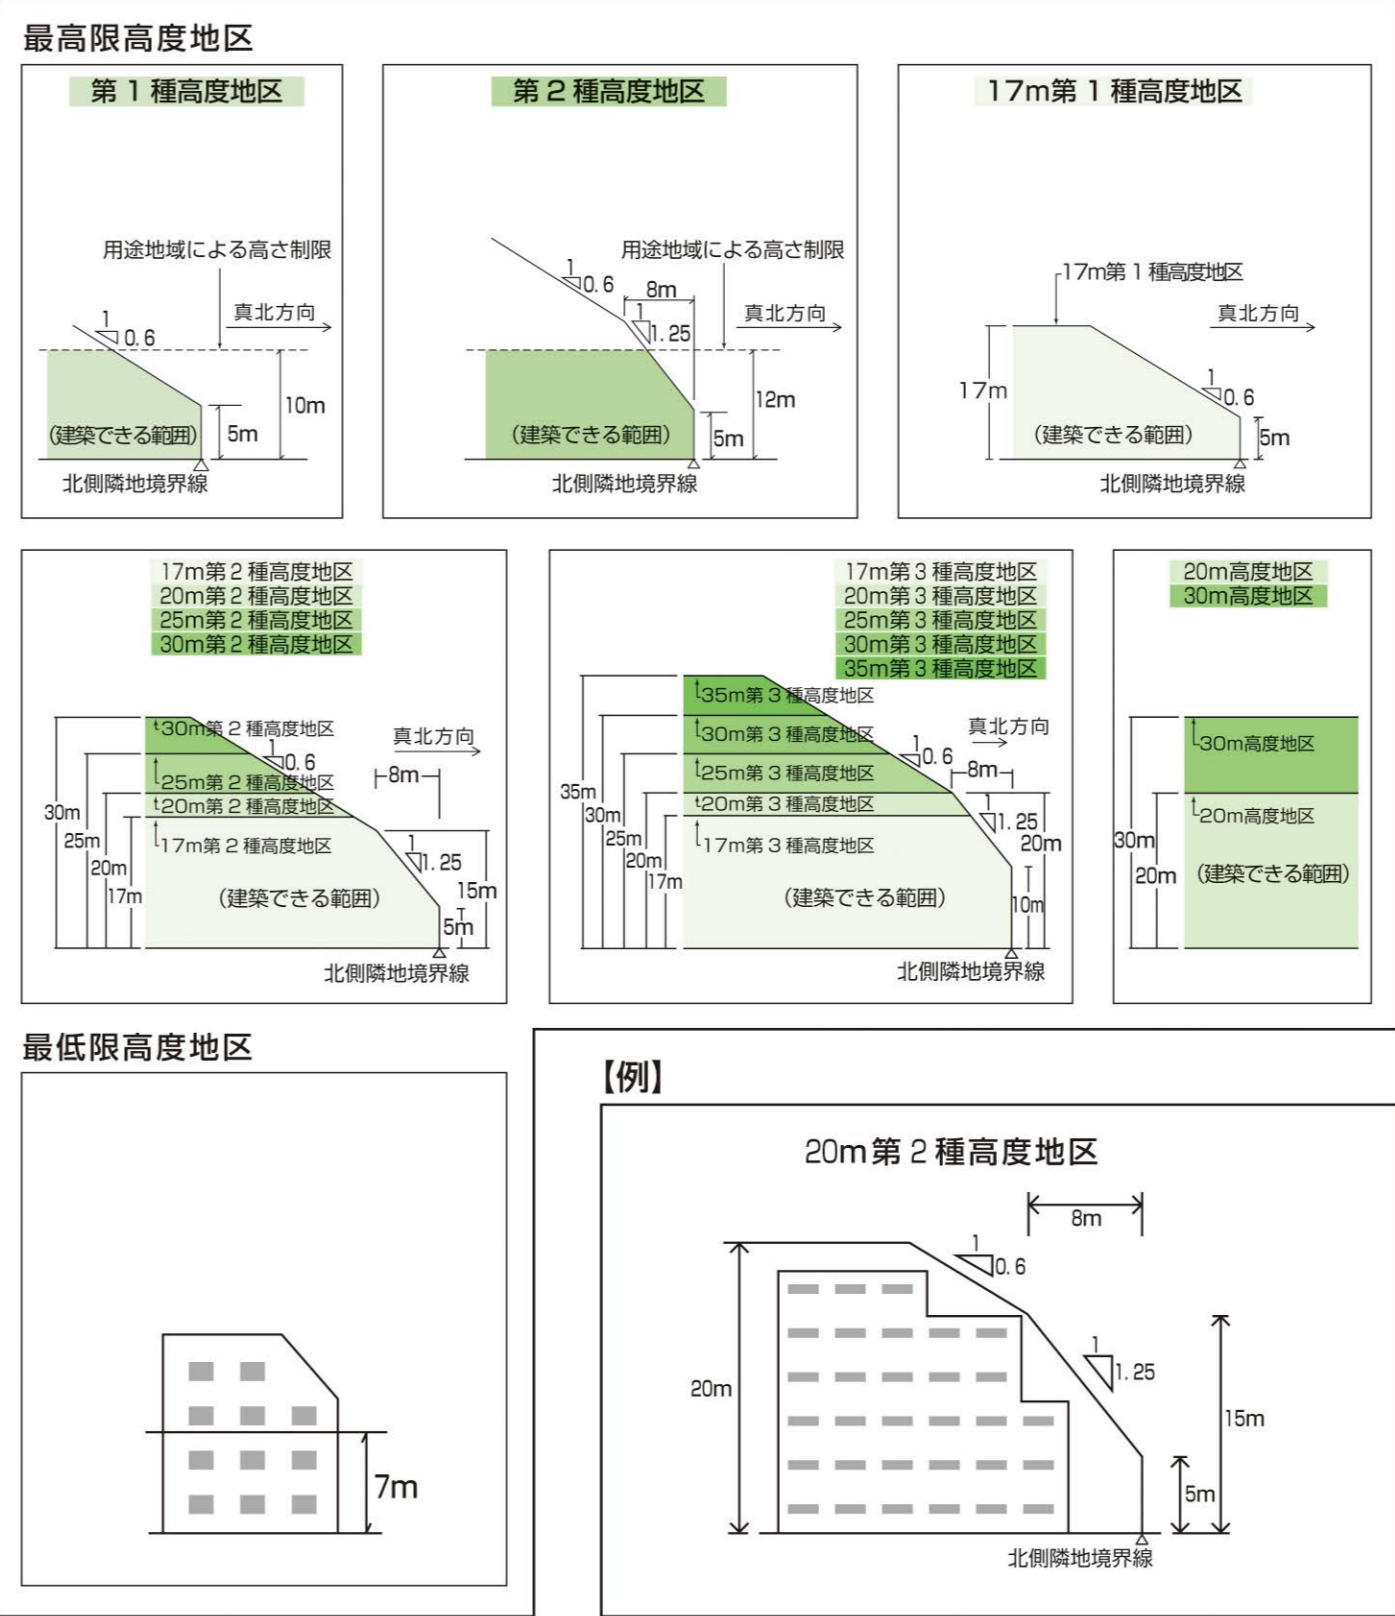 最高限高度地区
第1種高度地区
用途地域による高さ制限
1
0.6
真北方向
10m
5m
(建築できる範囲)
北側隣地境界線
第2種高度地区
用途地域による高さ制限
1
0.6
8m
1
1.25
真北方向
12m
5m
(建築できる範囲)
北側隣地境界線
17m第1種高度地区
17m第1種高度地区
真北方向
17m
1
0.6
(建築できる範囲)
5m
北側隣地境界線
17m第2種高度地区
20m第2種高度地区
25m第2種高度地区
30m第2種高度地区
30m第2種高度地区
真北方向
1
0.6
8m
25m第2種高度地区
20m第2種高度地区
30m
25m
20m
17m
17m第2種高度地区
1
1.25
15m
(建築できる範囲)
5m
北側隣地境界線
17m第3種高度地区
20m第3種高度地区
25m第3種高度地区
30m第3種高度地区
35m第3種高度地区
35m第3種高度地区
真北方向
30m第3種高度地区
1
0.6
8m
25m第3種高度地区
20m第3種高度地区
35m
30m
25m
20m
17m
17m第3種高度地区
1
1.25
20m
(建築できる範囲)
10m
北側隣地境界線
20m高度地区
30m高度地区
30m高度地区
20m高度地区
30m
20m
(建築できる範囲)
最低限高度地区
7m
【例】
20m第2種高度地区
8m
1
0.6
1
1.25
20m
15m
5m
北側隣地境界線